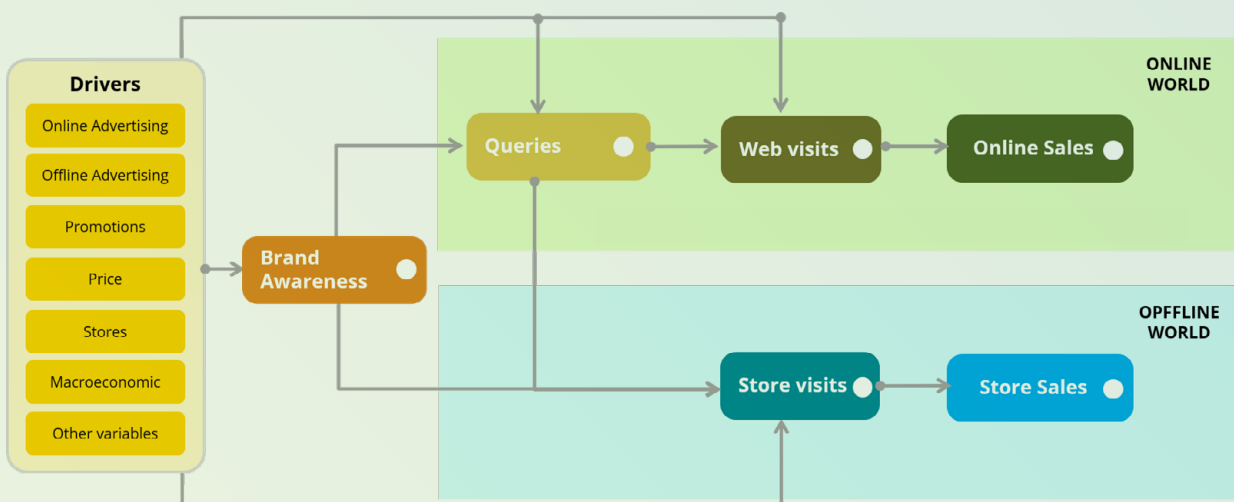 Drivers
Online Advertising
Offline Advertising
Promotions
Price
Stores
Macroeconomic
Other variables
Brand
Awareness
ONLINE
WORLD
Queries
Web visits
Online Sales
OPFFLINE
WORLD
Store visits
Store Sales